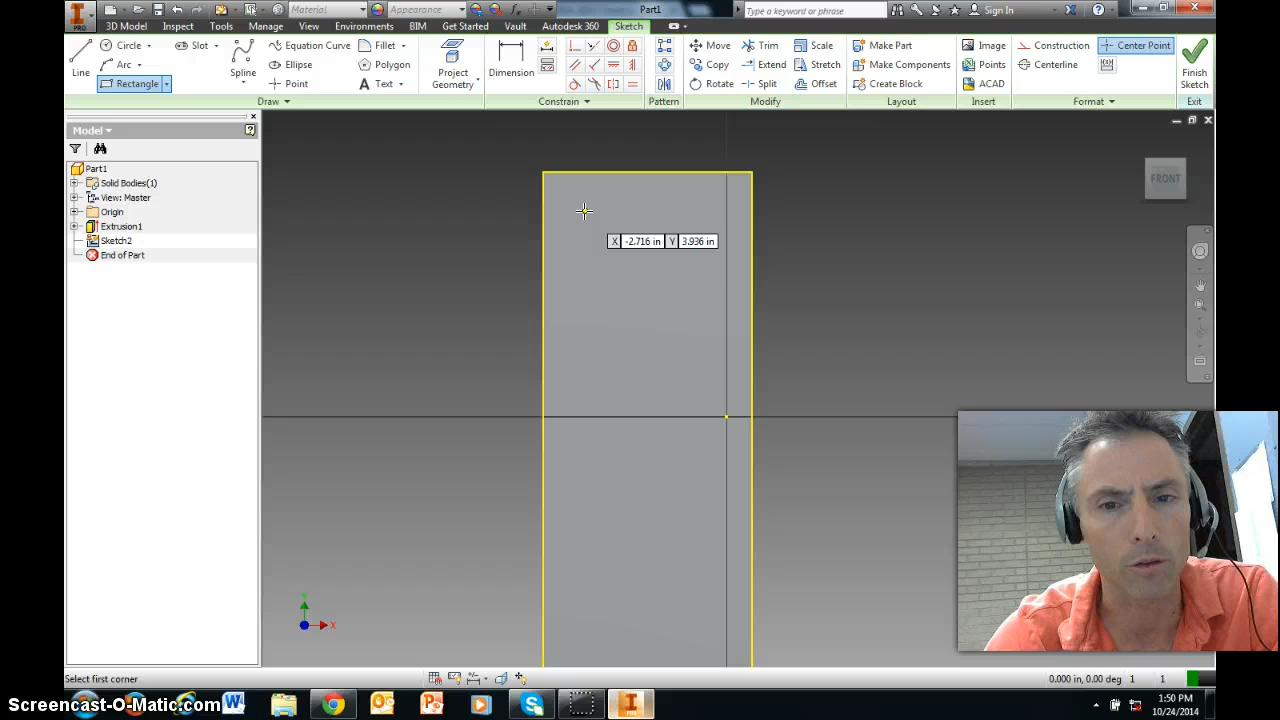 Material
Appearance
fx
Part1
Type a keyword or phrase
Sign In
PRO
3D Model Inspect Tools Manage View Environments BIM Get Started Vault Autodesk 360 Sketch
Line
Circle
Arc
Rectangle
Slot
Ellipse
Point
Spline
Equation Curve
Fillet
Polygon
Text
Dimension
Project Geometry
Move
Copy
Rotate
Trim
Extend
Split
Scale
Stretch
Offset
Make Part
Make Components
Create Block
Image
Points
ACAD
Construction
Centerline
Center Point
Finish Sketch
Draw Constrain Pattern Modify Layout Insert Format Exit
Model
Part1
Solid Bodies(1)
View: Master
Origin
Extrusion1
Sketch2
End of Part
FRONT
X -2.716 in Y 3.936 in
Y
X
Select first corner
0.000 in, 0.00 deg 1 1
Screencast-O-Matic.com
1:50 PM
10/24/2014